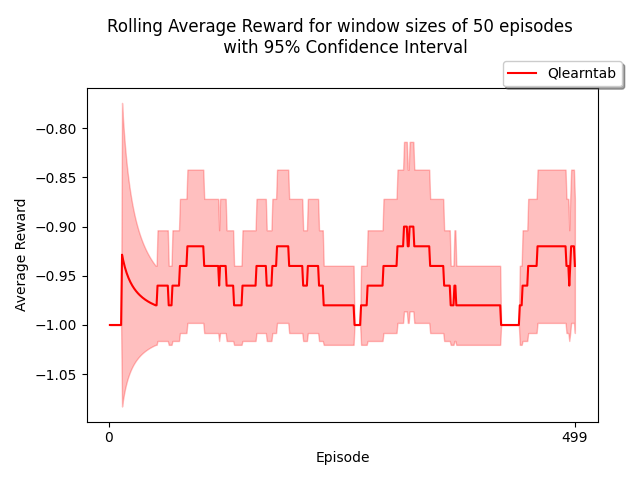 Rolling Average Reward for window sizes of 50 episodes
with 95% Confidence Interval
Qlearntab
−0.80
−0.85
−0.90
−0.95
−1.00
−1.05
Average Reward
0
499
Episode